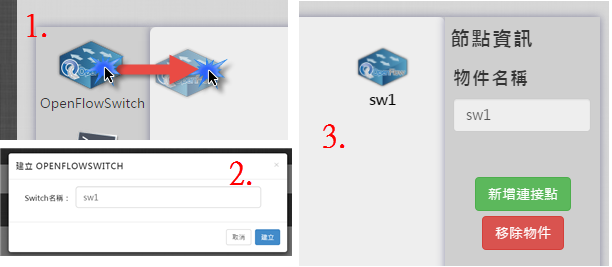 1.
OpenFlowSwitch
建立 OPENFLOWSWITCH
×
2.
Switch名稱：
sw1
取消
建立
3.
OpenFlow
sw1
節點資訊
物件名稱
sw1
新增連接點
移除物件